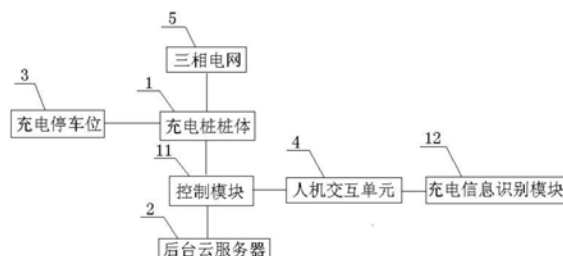 5
三相电网
3
1
充电停车位
充电桩桩体
11
4
12
控制模块
人机交互单元
充电信息识别模块
2
后台云服务器